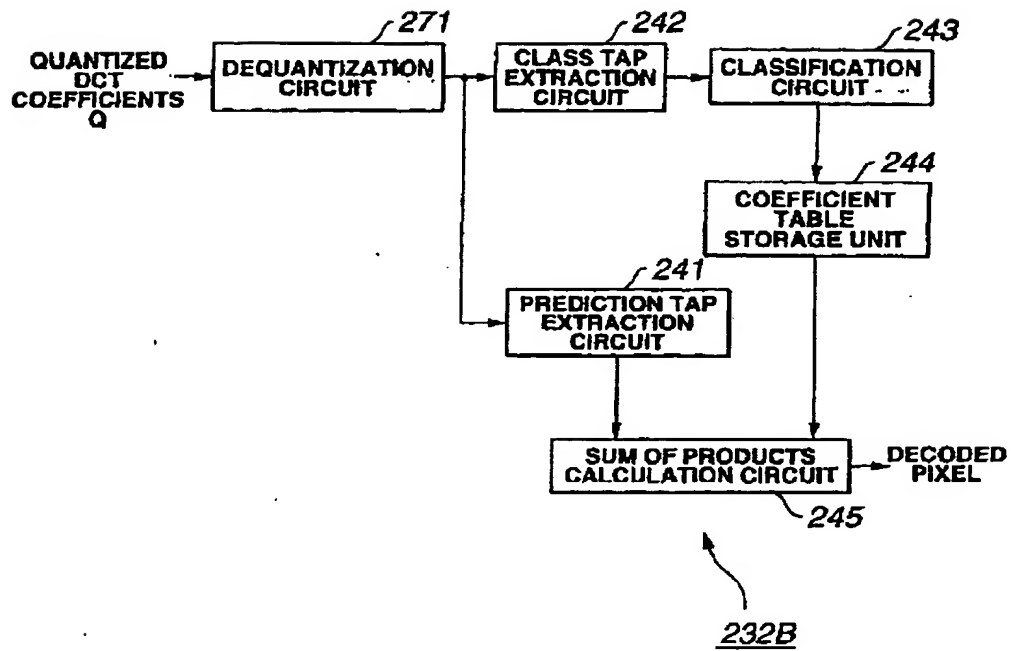 271
242
243
QUANTIZED
DCT
COEFFICIENTS
Q
DEQUANTIZATION
CIRCUIT
CLASS TAP
EXTRACTION
CIRCUIT
CLASSIFICATION
CIRCUIT
244
COEFFICIENT
TABLE
STORAGE UNIT
241
PREDICTION TAP
EXTRACTION
CIRCUIT
SUM OF PRODUCTS
CALCULATION CIRCUIT
DECODED
PIXEL
245
232B